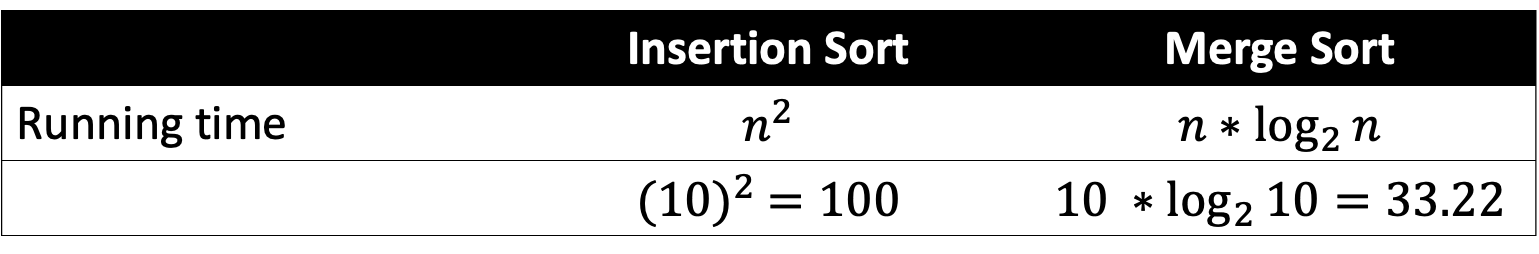 Insertion Sort Merge Sort
Running time n² n * log₂ n
(10)² = 100 10 * log₂ 10 = 33.22